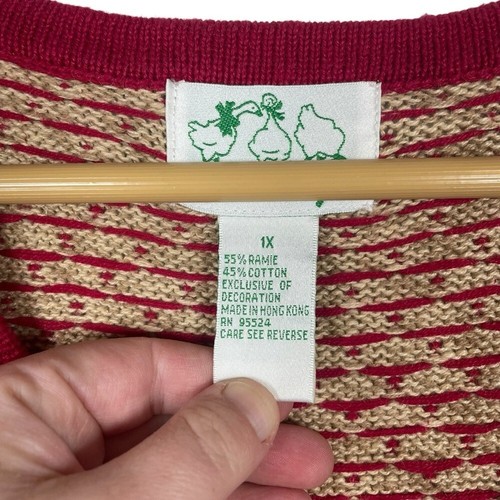 1X
55% RAMIE
45% COTTON
EXCLUSIVE OF
DECORATION
MADE IN HONG KONG
RN 95524
CARE SEE REVERSE